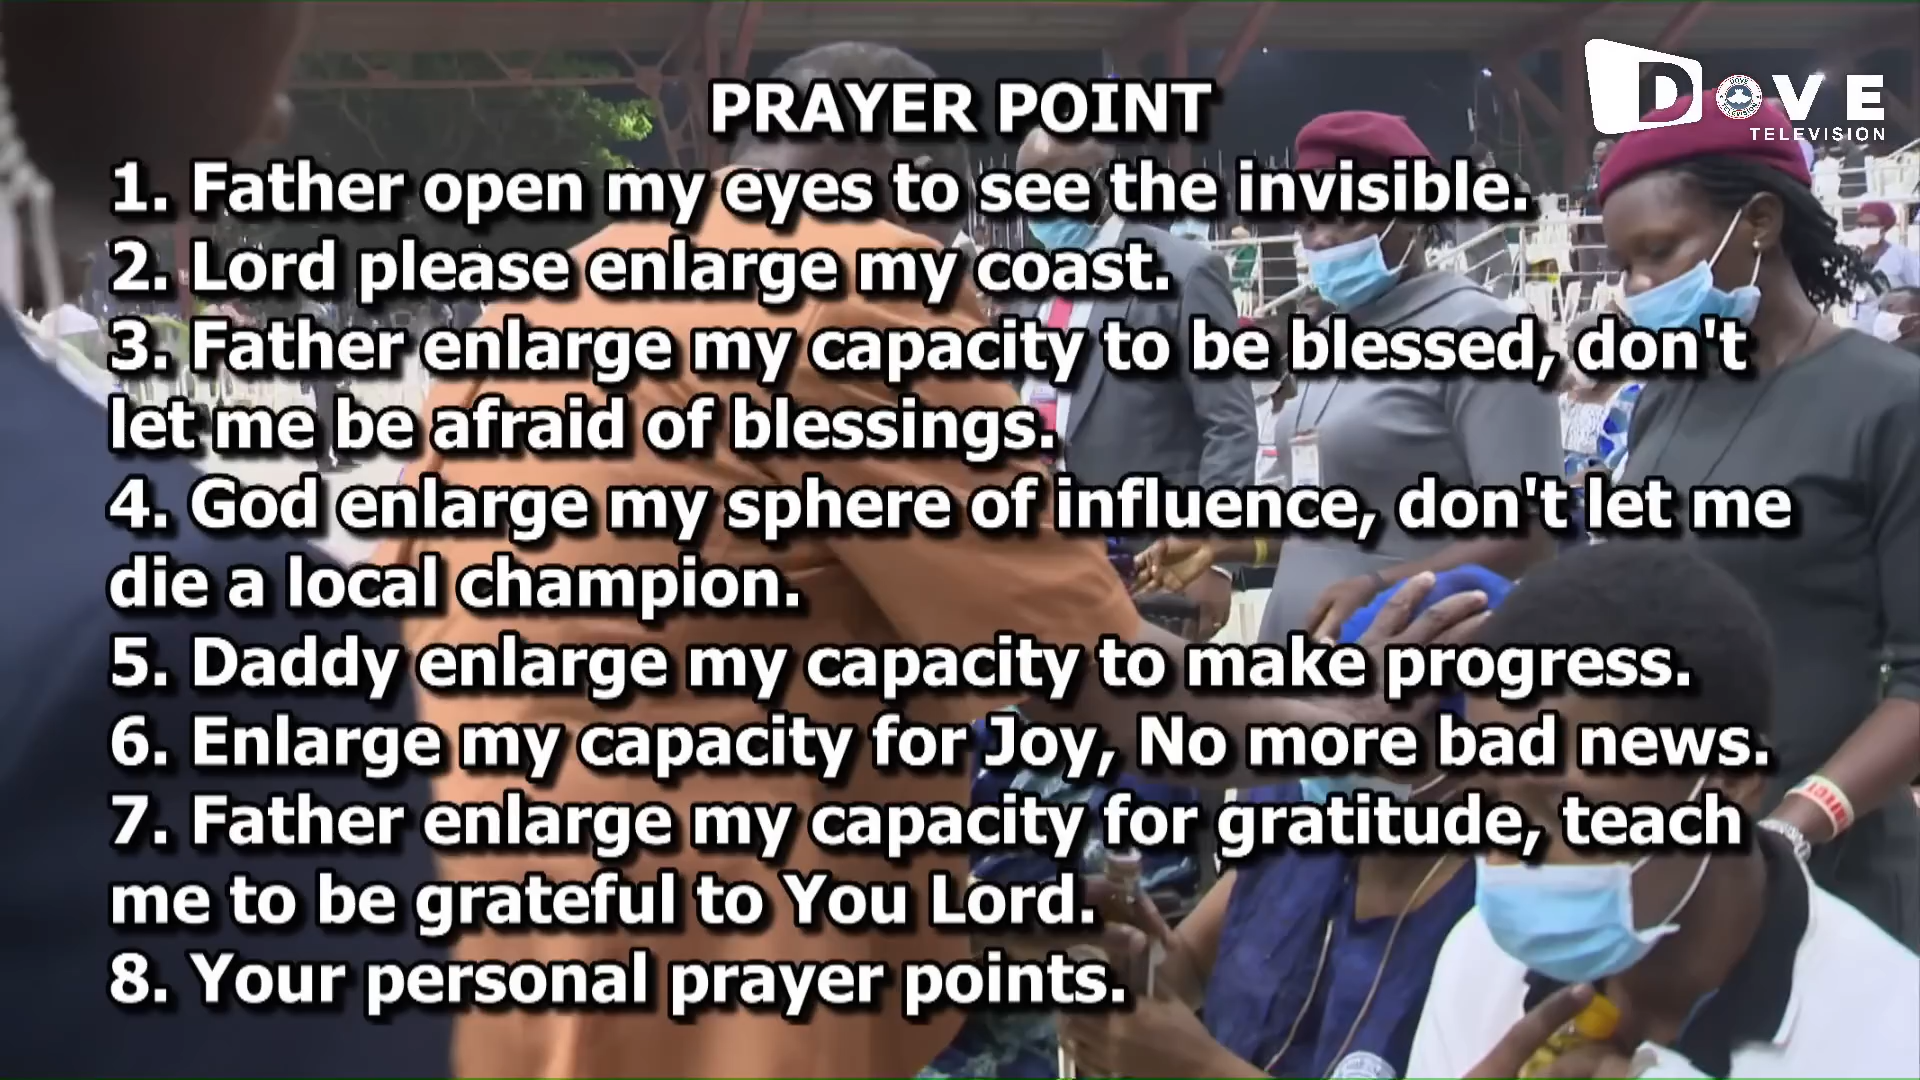 DOVE
TELEVISION
PRAYER POINT
1. Father open my eyes to see the invisible.
2. Lord please enlarge my coast.
3. Father enlarge my capacity to be blessed, don't
let me be afraid of blessings.
4. God enlarge my sphere of influence, don't let me
die a local champion.
5. Daddy enlarge my capacity to make progress.
6. Enlarge my capacity for Joy, No more bad news.
7. Father enlarge my capacity for gratitude, teach
me to be grateful to You Lord.
8. Your personal prayer points.